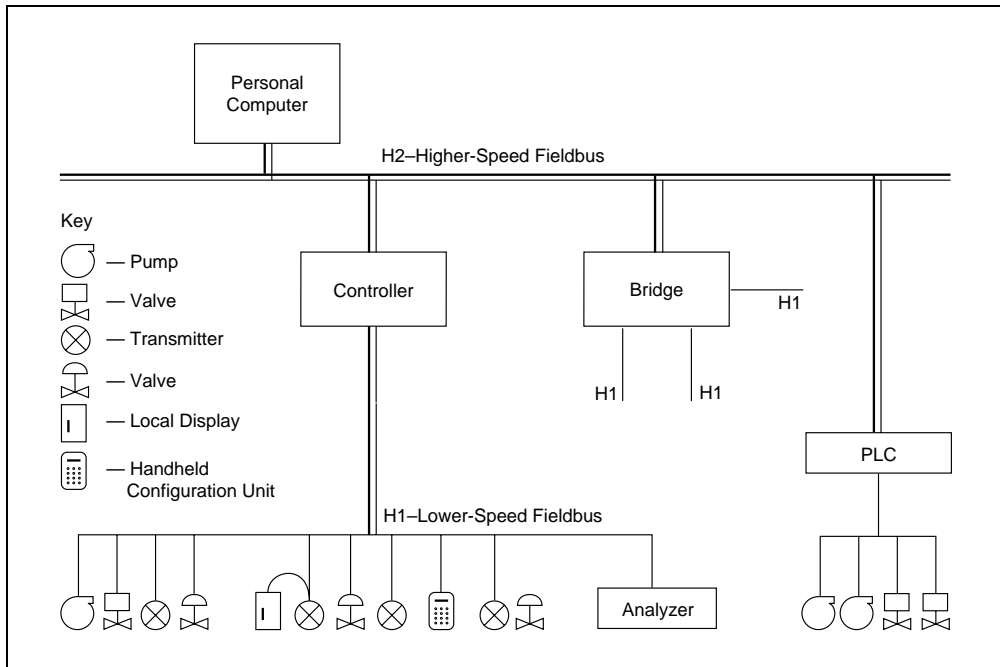 Personal
Computer
H2–Higher-Speed Fieldbus
Key
— Pump
— Valve
— Transmitter
— Valve
— Local Display
— Handheld
Configuration Unit
Controller
Bridge
H1
H1
H1
PLC
H1–Lower-Speed Fieldbus
Analyzer